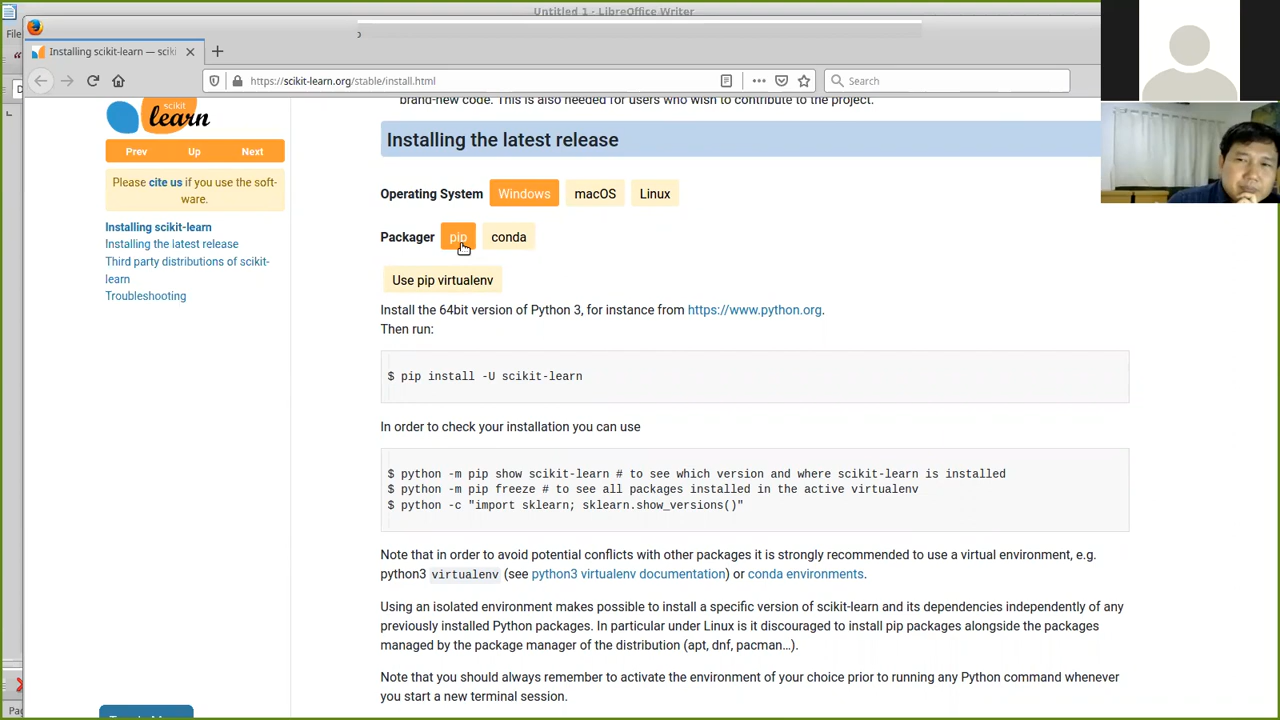 Untitled 1 - LibreOffice Writer
File
Installing scikit-learn — sciki
https://scikit-learn.org/stable/install.html
Search
brand-new code. This is also needed for users who wish to contribute to the project.
scikit
learn
Prev Up Next
Please cite us if you use the soft-
ware.
Installing scikit-learn
Installing the latest release
Third party distributions of scikit-
learn
Troubleshooting
Installing the latest release
Operating System Windows macOS Linux
Packager pip conda
Use pip virtualenv
Install the 64bit version of Python 3, for instance from https://www.python.org.
Then run:
$ pip install -U scikit-learn
In order to check your installation you can use
$ python -m pip show scikit-learn # to see which version and where scikit-learn is installed
$ python -m pip freeze # to see all packages installed in the active virtualenv
$ python -c "import sklearn; sklearn.show_versions()"
Note that in order to avoid potential conflicts with other packages it is strongly recommended to use a virtual environment, e.g.
python3 virtualenv (see python3 virtualenv documentation) or conda environments.
Using an isolated environment makes possible to install a specific version of scikit-learn and its dependencies independently of any
previously installed Python packages. In particular under Linux is it discouraged to install pip packages alongside the packages
managed by the package manager of the distribution (apt, dnf, pacman…).
Note that you should always remember to activate the environment of your choice prior to running any Python command whenever
you start a new terminal session.